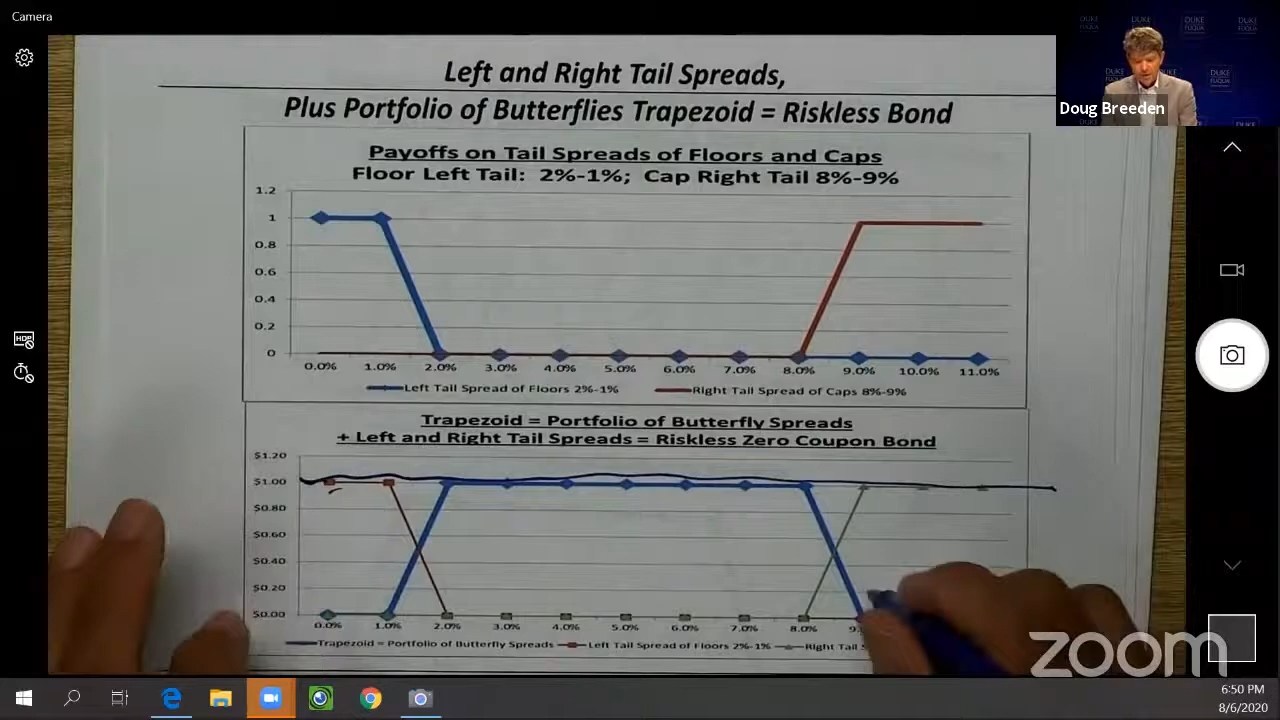 Camera
DUKE
FUQUA
Doug Breeden
Left and Right Tail Spreads,
Plus Portfolio of Butterflies Trapezoid = Riskless Bond
Payoffs on Tail Spreads of Floors and Caps
Floor Left Tail: 2%-1%; Cap Right Tail 8%-9%
1.2
1
0.8
0.6
0.4
0.2
0
0.0% 1.0% 2.0% 3.0% 4.0% 5.0% 6.0% 7.0% 8.0% 9.0% 10.0% 11.0%
Left Tail Spread of Floors 2%-1% Right Tail Spread of Caps 8%-9%
Trapezoid = Portfolio of Butterfly Spreads
+ Left and Right Tail Spreads = Riskless Zero Coupon Bond
$1.20
$1.00
$0.80
$0.60
$0.40
$0.20
$0.00
0.0% 1.0% 2.0% 3.0% 4.0% 5.0% 6.0% 7.0% 8.0%
Trapezoid = Portfolio of Butterfly Spreads Left Tail Spread of Floors 2%-1% Right Tail
zoom
6:50 PM
8/6/2020